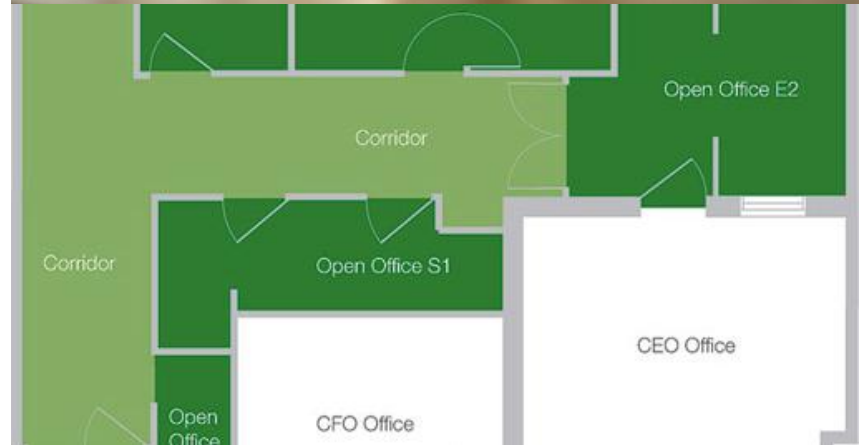 Open Office E2
Corridor
Corridor
Open Office S1
CEO Office
Open
Office
CFO Office